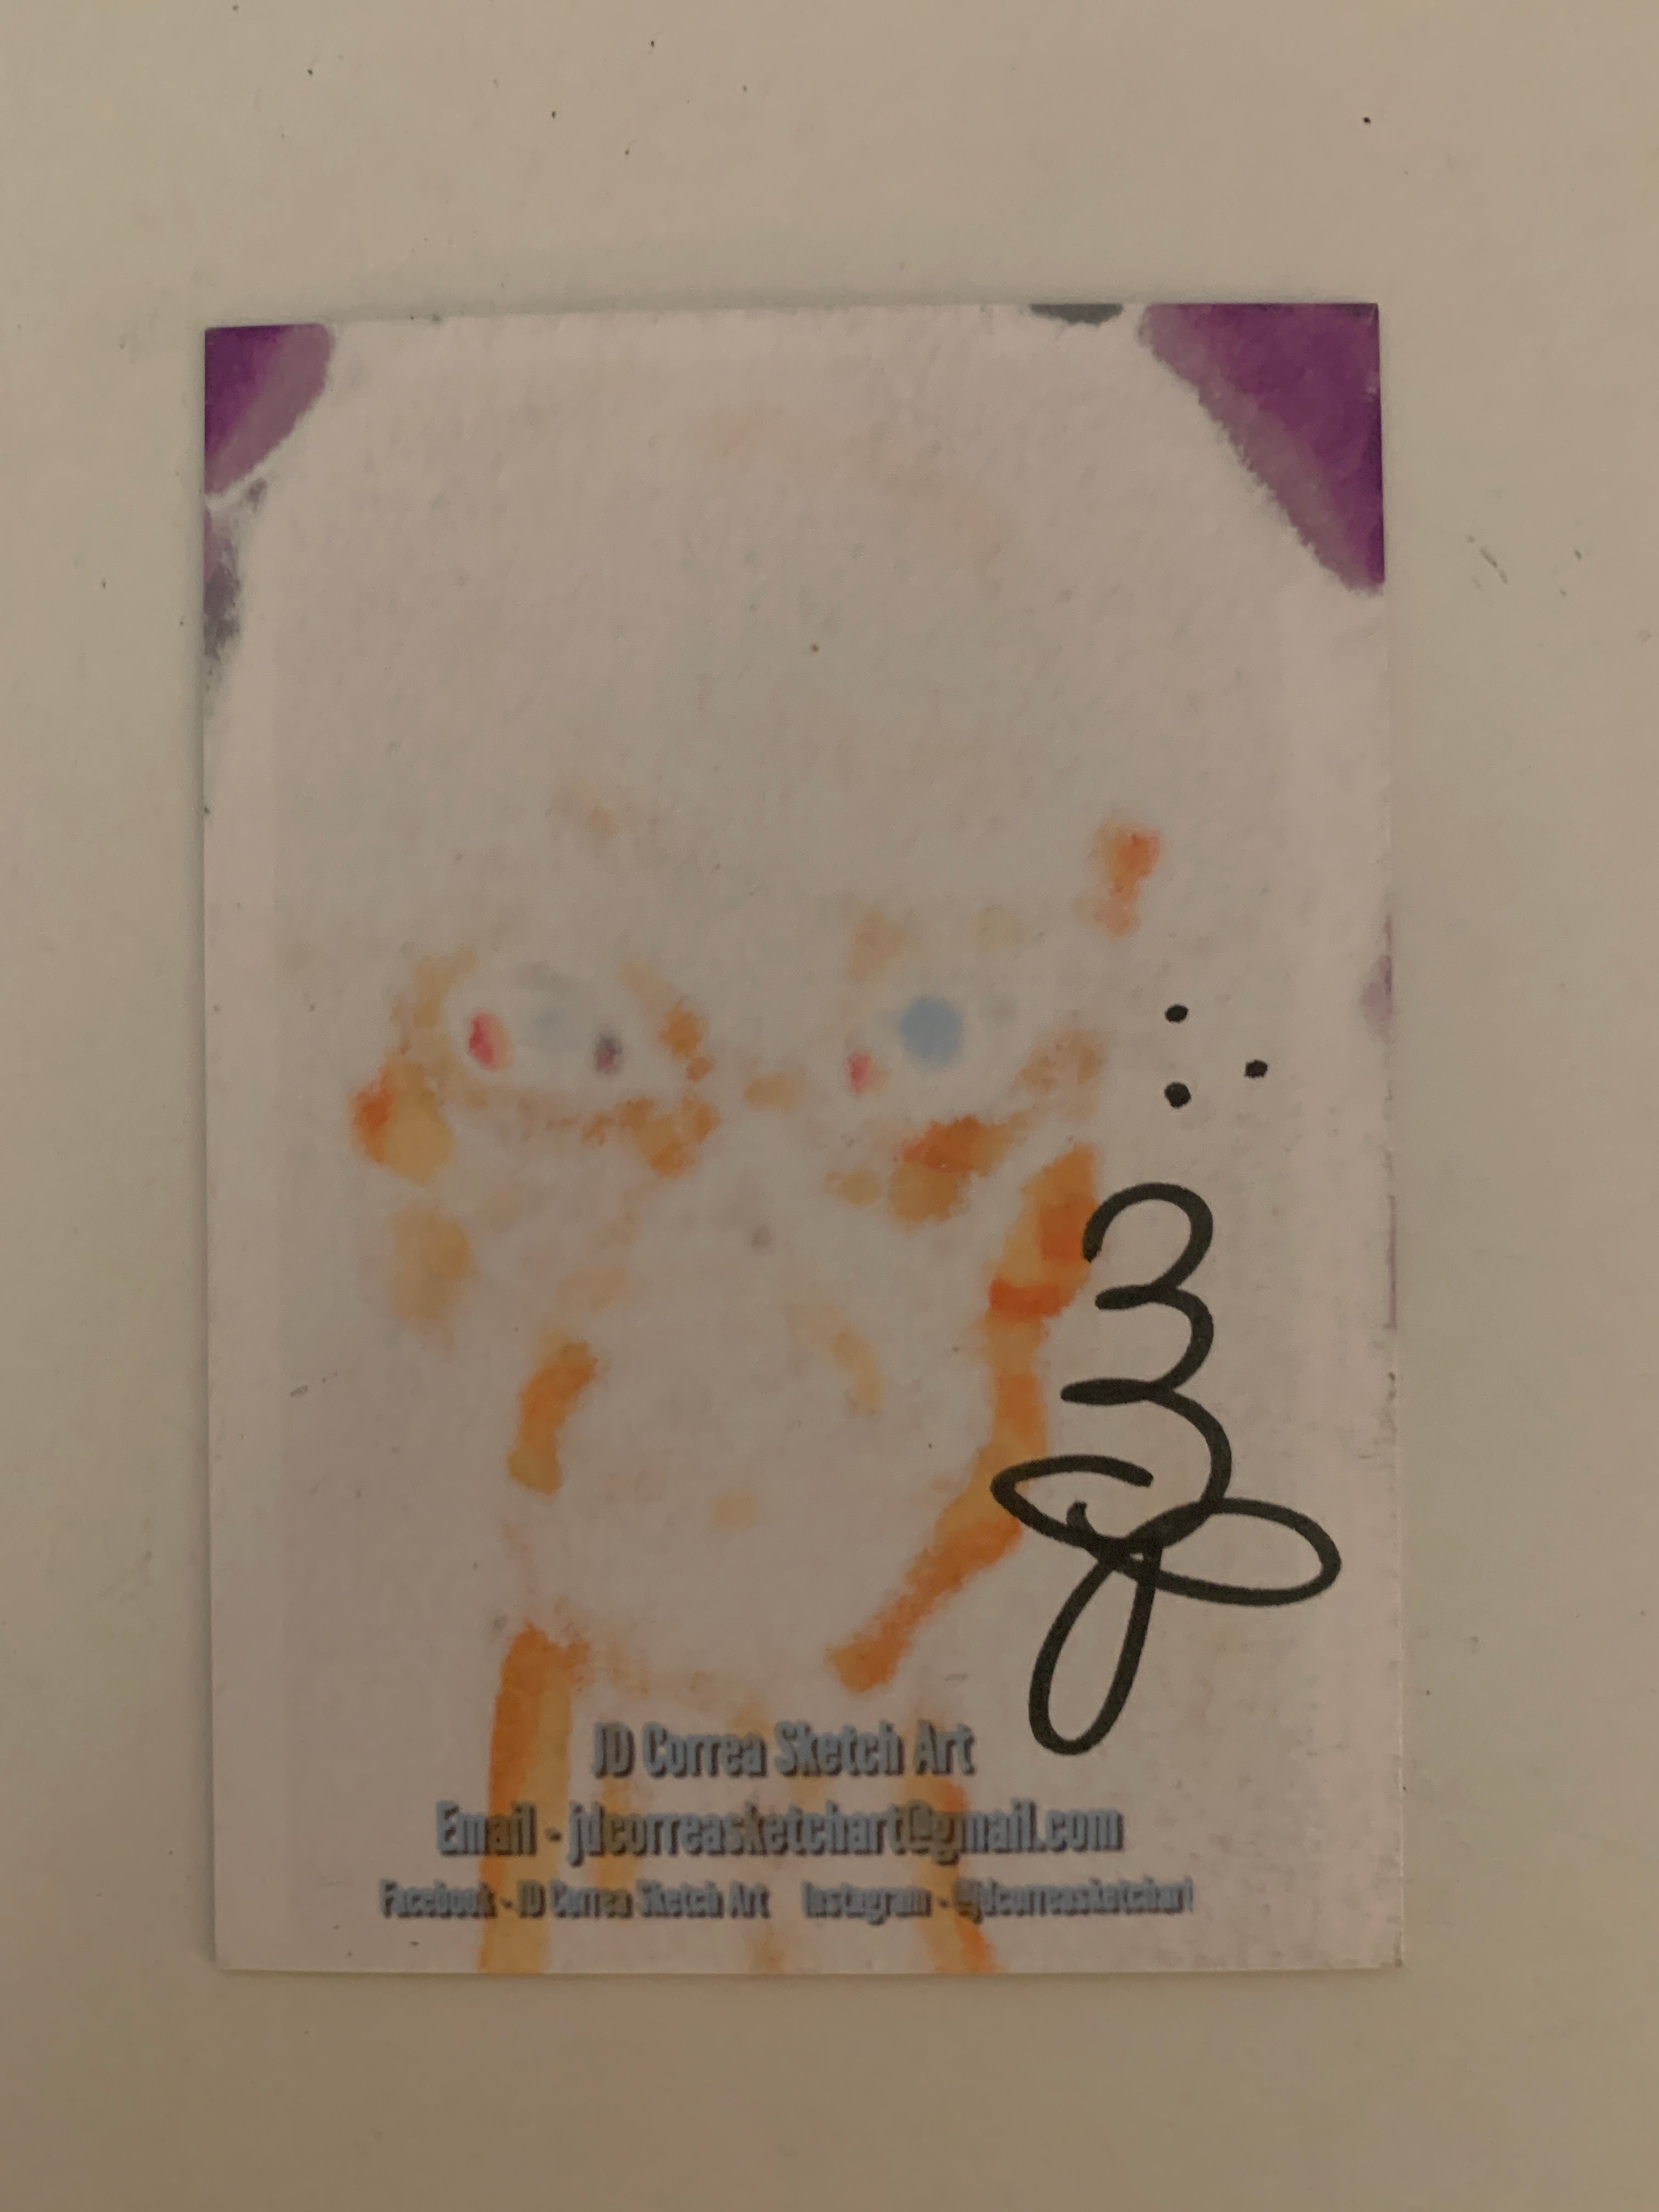 JD Correa Sketch Art
Email - jdcorreasketchart@gmail.com
Facebook - JD Correa Sketch Art Instagram - @jdcorreasketchart